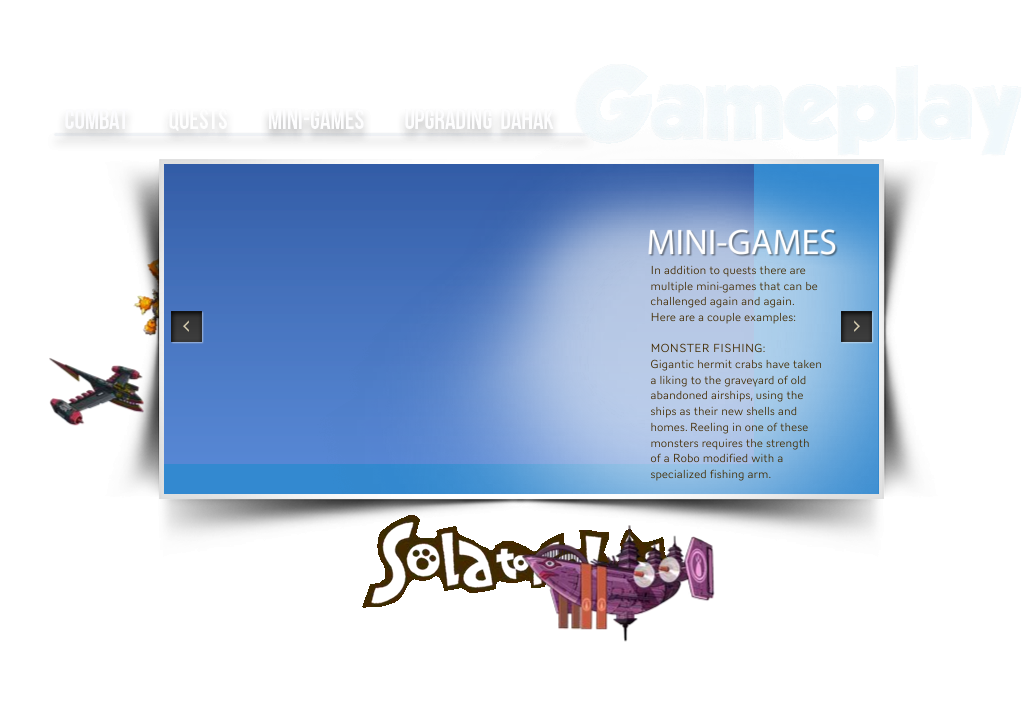 Gameplay
COMBAT QUESTS MINI-GAMES UPGRADING DAHAK
MINI-GAMES
In addition to quests there are
multiple mini-games that can be
challenged again and again.
Here are a couple examples:
MONSTER FISHING:
Gigantic hermit crabs have taken
a liking to the graveyard of old
abandoned airships, using the
ships as their new shells and
homes. Reeling in one of these
monsters requires the strength
of a Robo modified with a
specialized fishing arm.
Sola